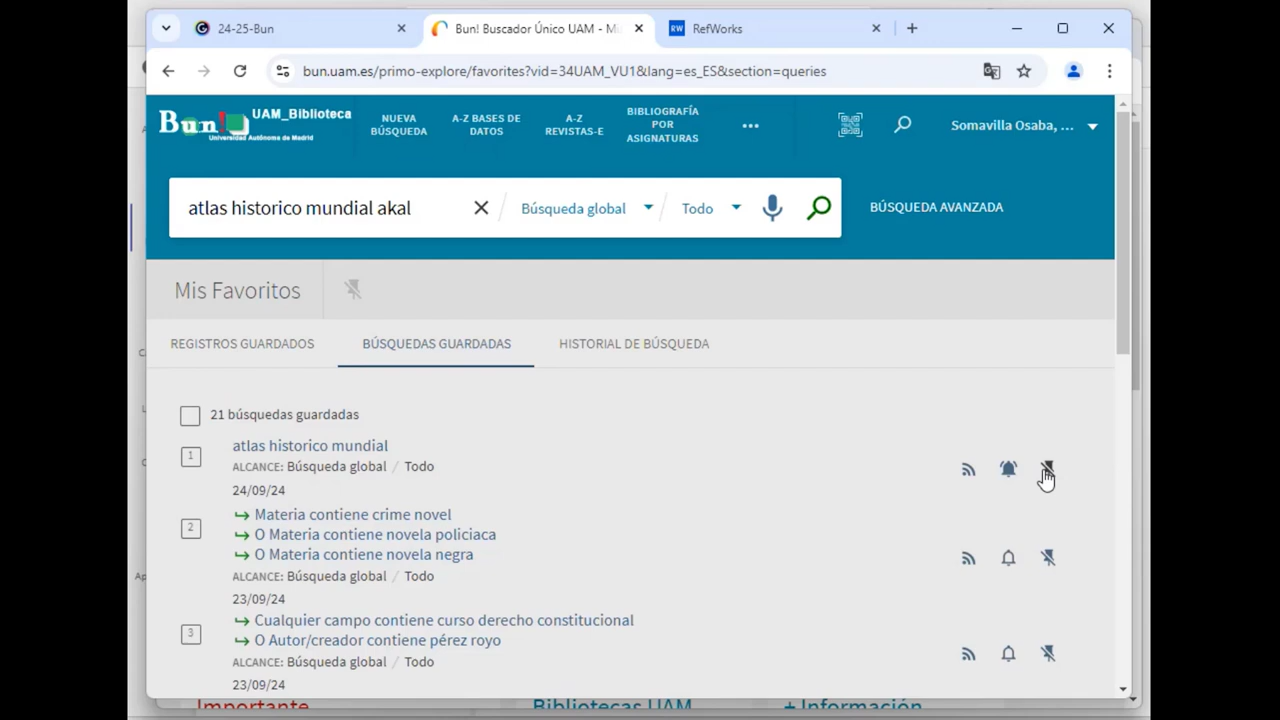 24-25-Bun
Bun! Buscador Único UAM - Mi
RW RefWorks
bun.uam.es/primo-explore/favorites?vid=34UAM_VU1&lang=es_ES&section=queries
Bun! UAM_Biblioteca
Universidad Autónoma de Madrid
NUEVA
BÚSQUEDA
A-Z BASES DE
DATOS
A-Z
REVISTAS-E
BIBLIOGRAFÍA
POR
ASIGNATURAS
Somavilla Osaba, ...
atlas historico mundial akal
Búsqueda global
Todo
BÚSQUEDA AVANZADA
Mis Favoritos
REGISTROS GUARDADOS
BÚSQUEDAS GUARDADAS
HISTORIAL DE BÚSQUEDA
21 búsquedas guardadas
1
atlas historico mundial
ALCANCE: Búsqueda global / Todo
24/09/24
2
Materia contiene crime novel
O Materia contiene novela policiaca
O Materia contiene novela negra
ALCANCE: Búsqueda global / Todo
23/09/24
3
Cualquier campo contiene curso derecho constitucional
O Autor/creador contiene pérez royo
ALCANCE: Búsqueda global / Todo
23/09/24
Importante
Bibliotecas UAM
+ Información